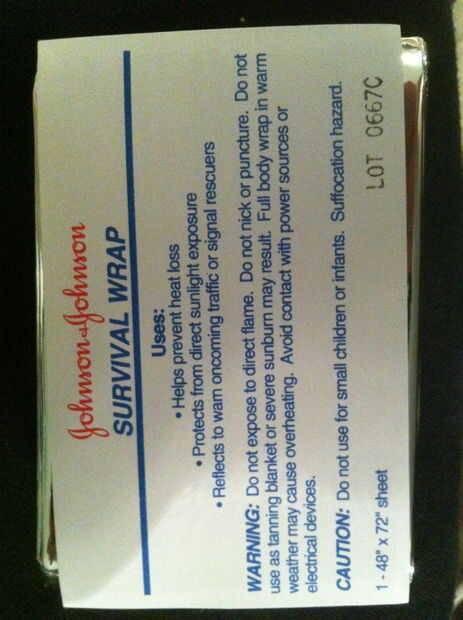 Johnson & Johnson
SURVIVAL WRAP
Uses:
• Helps prevent heat loss
• Protects from direct sunlight exposure
• Reflects to warn oncoming traffic or signal rescuers
WARNING: Do not expose to direct flame. Do not nick or puncture. Do not
use as tanning blanket or severe sunburn may result. Full body wrap in warm
weather may cause overheating. Avoid contact with power sources or
electrical devices.
CAUTION: Do not use for small children or infants. Suffocation hazard.
1 - 48" x 72" sheet
LOT 0667C